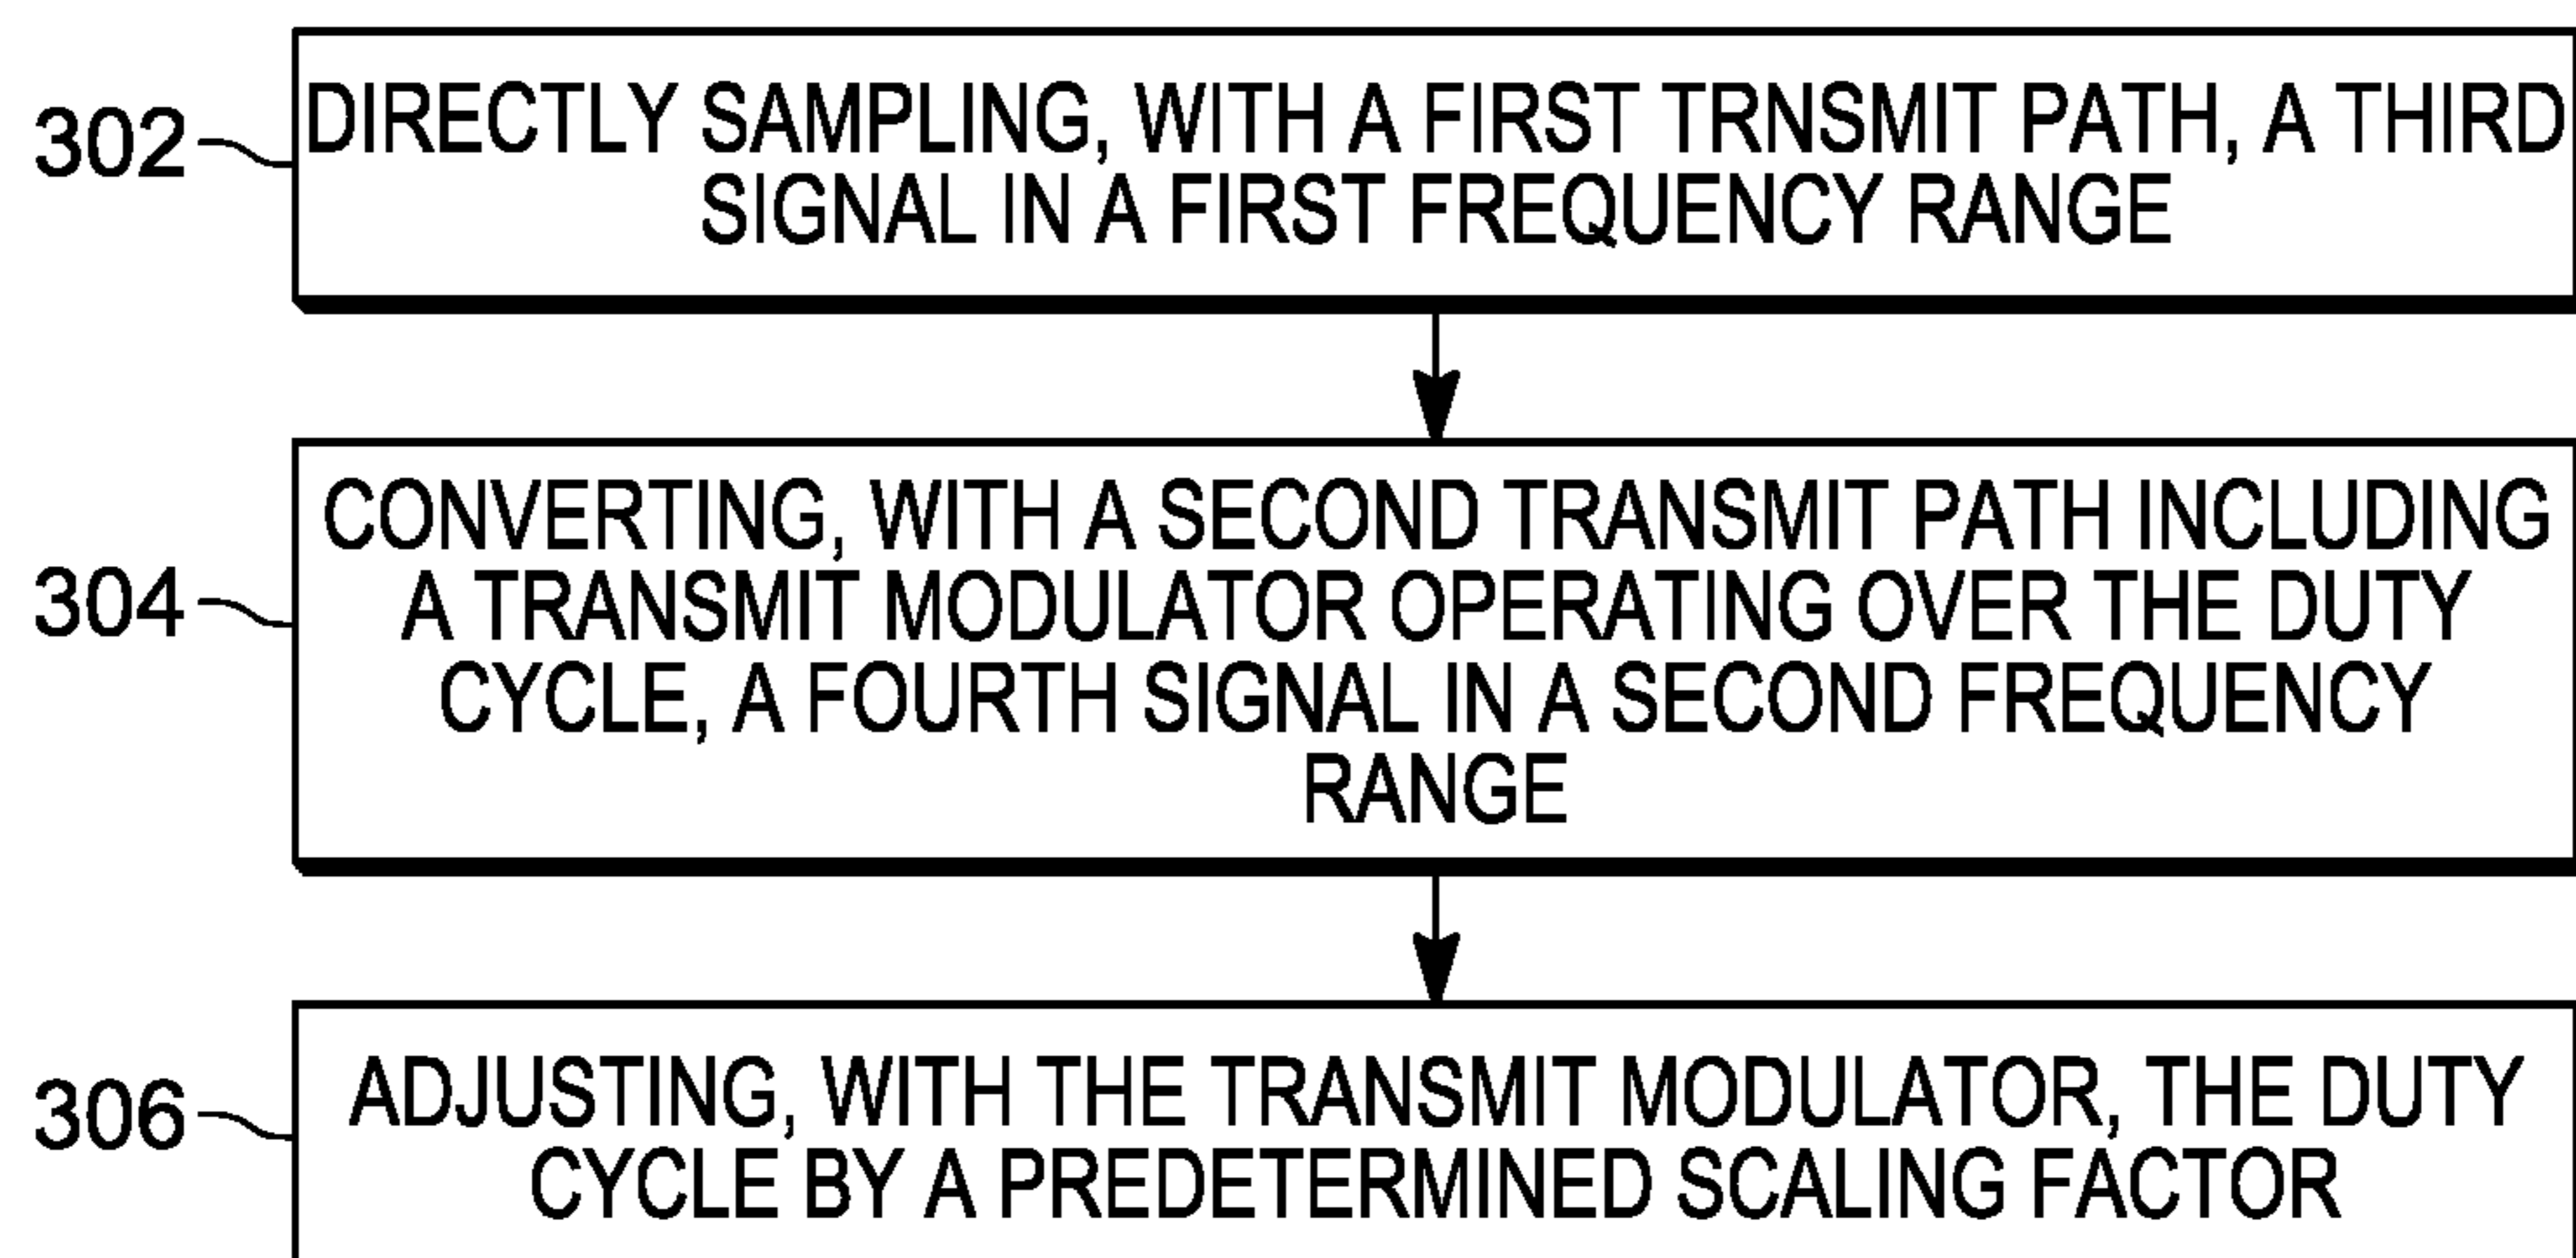 302
DIRECTLY SAMPLING, WITH A FIRST TRNSMIT PATH, A THIRD
SIGNAL IN A FIRST FREQUENCY RANGE
304
CONVERTING, WITH A SECOND TRANSMIT PATH INCLUDING
A TRANSMIT MODULATOR OPERATING OVER THE DUTY
CYCLE, A FOURTH SIGNAL IN A SECOND FREQUENCY
RANGE
306
ADJUSTING, WITH THE TRANSMIT MODULATOR, THE DUTY
CYCLE BY A PREDETERMINED SCALING FACTOR